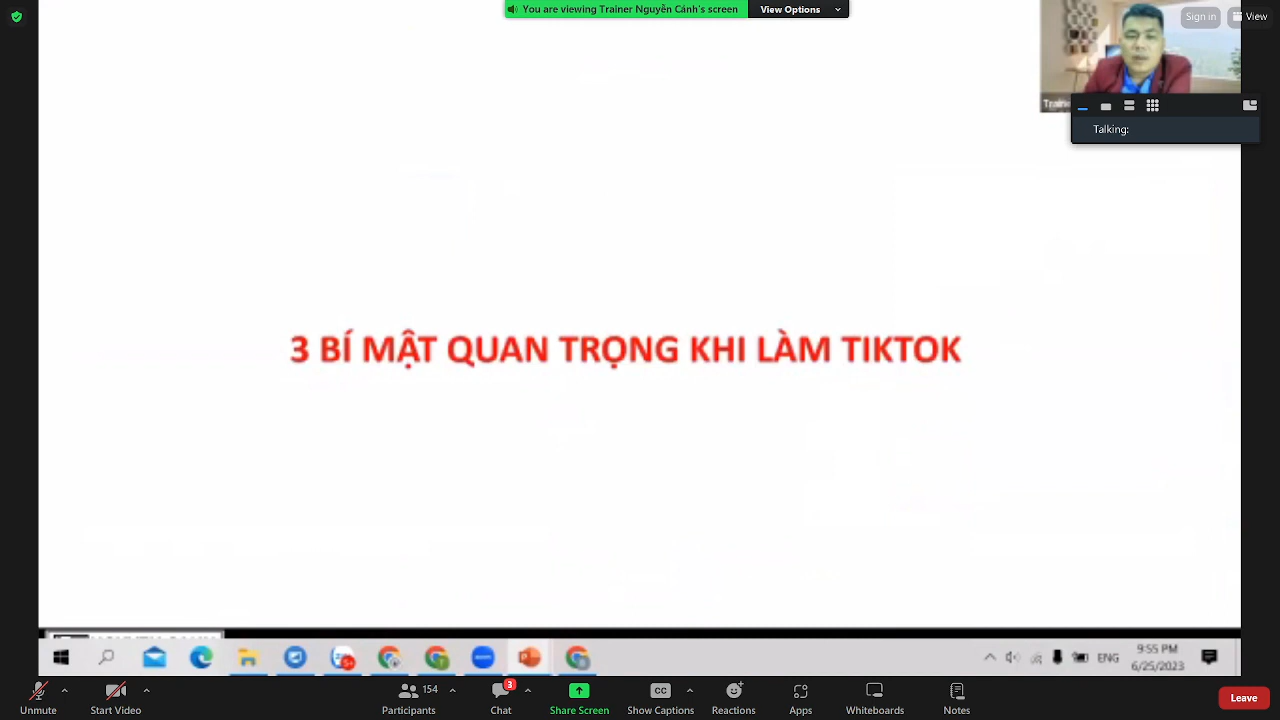 You are viewing Trainer Nguyễn Cảnh's screen
View Options
Sign in
View
Talking:
3 BÍ MẬT QUAN TRỌNG KHI LÀM TIKTOK
ENG
9:55 PM
6/25/2023
Unmute
Start Video
154
Participants
3
Chat
Share Screen
CC
Show Captions
Reactions
Apps
Whiteboards
Notes
Leave